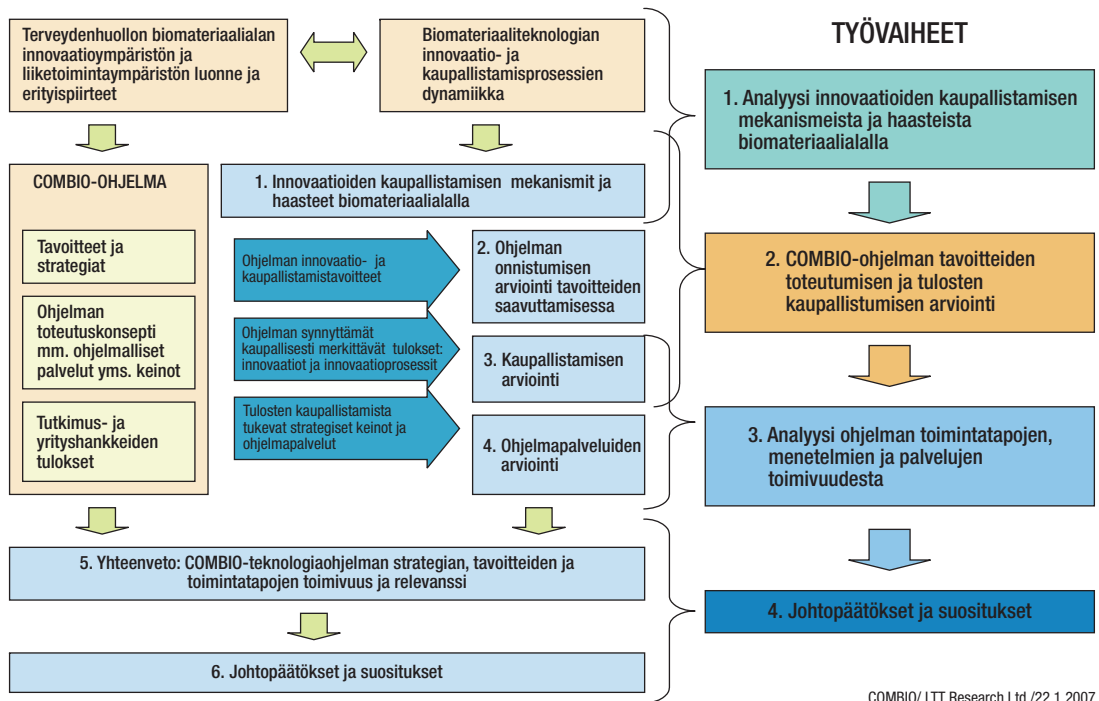 Terveydenhuollon biomateriaalialan
innovaatioympäristön ja
liiketoimintaympäristön luonne ja
erityispiirteet
Biomateriaaliteknologian
innovaatio- ja
kaupallistamisprosessien
dynamiikka
COMBIO-OHJELMA
Tavoitteet ja
strategiat
Ohjelman
toteutuskonsepti
mm. ohjelmalliset
palvelut yms. keinot
Tutkimus- ja
yrityshankkeiden
tulokset
1. Innovaatioiden kaupallistamisen mekanismit ja
haasteet biomateriaalialalla
Ohjelman innovaatio- ja
kaupallistamistavoitteet
2. Ohjelman
onnistumisen
arviointi tavoitteiden
saavuttamisessa
Ohjelman synnyttämät
kaupallisesti merkittävät tulokset:
innovaatiot ja innovaatioprosessit
3. Kaupallistamisen
arviointi
Tulosten kaupallistamista
tukevat strategiset keinot ja
ohjelmapalvelut
4. Ohjelmapalveluiden
arviointi
5. Yhteenveto: COMBIO-teknologiaohjelman strategian, tavoitteiden ja
toimintatapojen toimivuus ja relevanssi
6. Johtopäätökset ja suositukset
TYÖVAIHEET
1. Analyysi innovaatioiden kaupallistamisen
mekanismeista ja haasteista
biomateriaalialalla
2. COMBIO-ohjelman tavoitteiden
toteutumisen ja tulosten
kaupallistumisen arviointi
3. Analyysi ohjelman toimintatapojen,
menetelmien ja palvelujen
toimivuudesta
4. Johtopäätökset ja suositukset
COMBIO/ LTT Research Ltd /22.1.2007